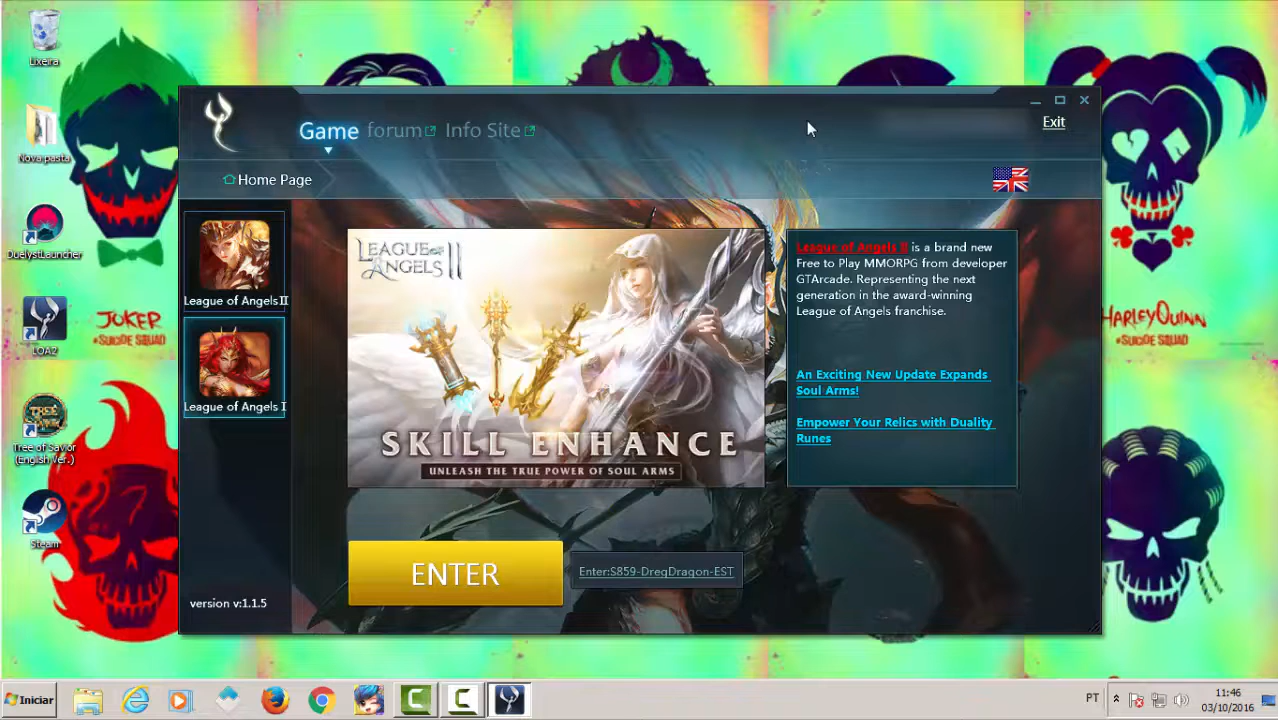 Lixeira
Nova pasta
DuelystLauncher
LOA2
Tree of Savior
(English Ver.)
Steam
JOKER
#SUICIDE SQUAD
HARLEY QUINN
#SUICIDE SQUAD
Game forum Info Site
Exit
Home Page
League of Angels II
League of Angels I
version v:1.1.5
LEAGUE OF
ANGELS II
SKILL ENHANCE
UNLEASH THE TRUE POWER OF SOUL ARMS
League of Angels II is a brand new
Free to Play MMORPG from developer
GTArcade. Representing the next
generation in the award-winning
League of Angels franchise.
An Exciting New Update Expands
Soul Arms!
Empower Your Relics with Duality
Runes
ENTER
Enter:S859-DregDragon-EST
Iniciar
PT
11:46
03/10/2016